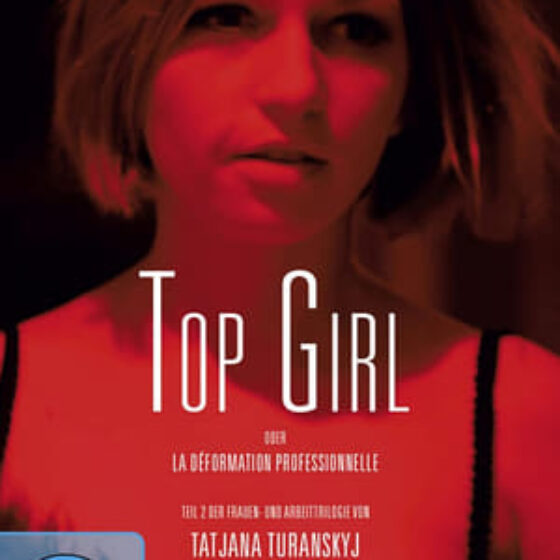 TOP GIRL
ODER
LA DÉFORMATION PROFESSIONNELLE
TEIL 2 DER FRAUEN- UND ARBEITTRILOGIE VON
TATJANA TURANSKYJ